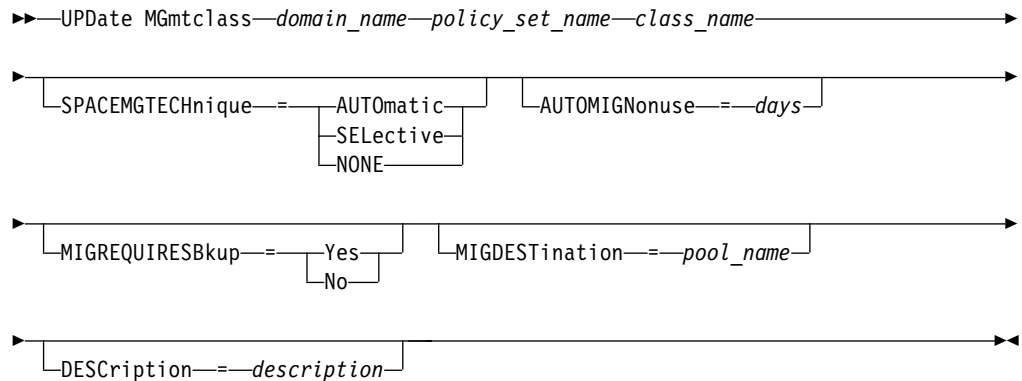 UPDate MGmtclass domain_name policy_set_name class_name
SPACEMGTECHnique = AUTOmatic AUTOMIGNonuse = days
SELective
NONE
MIGREQUIRESBkup = Yes MIGDESTination = pool_name
No
DESCription = description